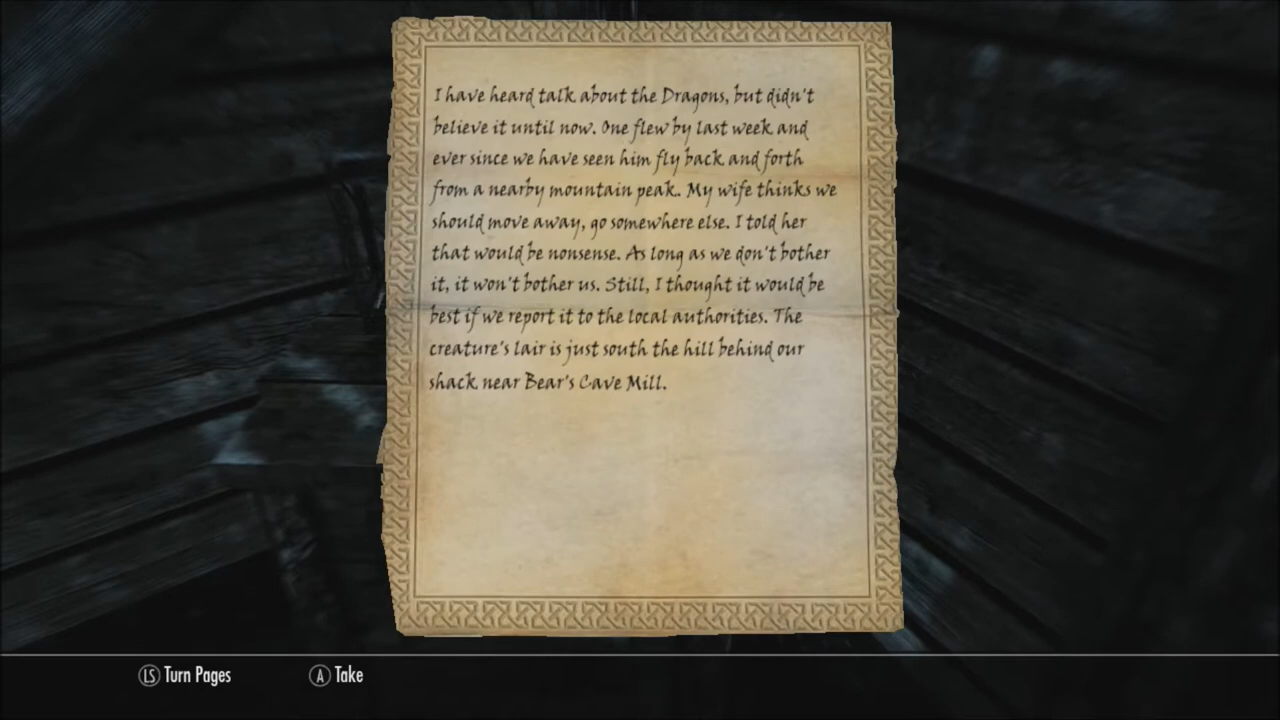 I have heard talk about the Dragons, but didn't
believe it until now. One flew by last week and
ever since we have seen him fly back and forth
from a nearby mountain peak. My wife thinks we
should move away, go somewhere else. I told her
that would be nonsense. As long as we don't bother
it, it won't bother us. Still, I thought it would be
best if we report it to the local authorities. The
creature's lair is just south the hill behind our
shack near Bear's Cave Mill.
LS Turn Pages
A Take